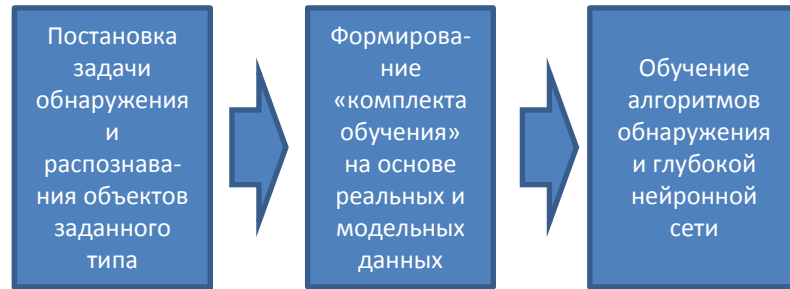 Постановка
задачи
обнаружения
и
распознава-
ния объектов
заданного
типа
Формирова-
ние
«комплекта
обучения»
на основе
реальных и
модельных
данных
Обучение
алгоритмов
обнаружения
и глубокой
нейронной
сети